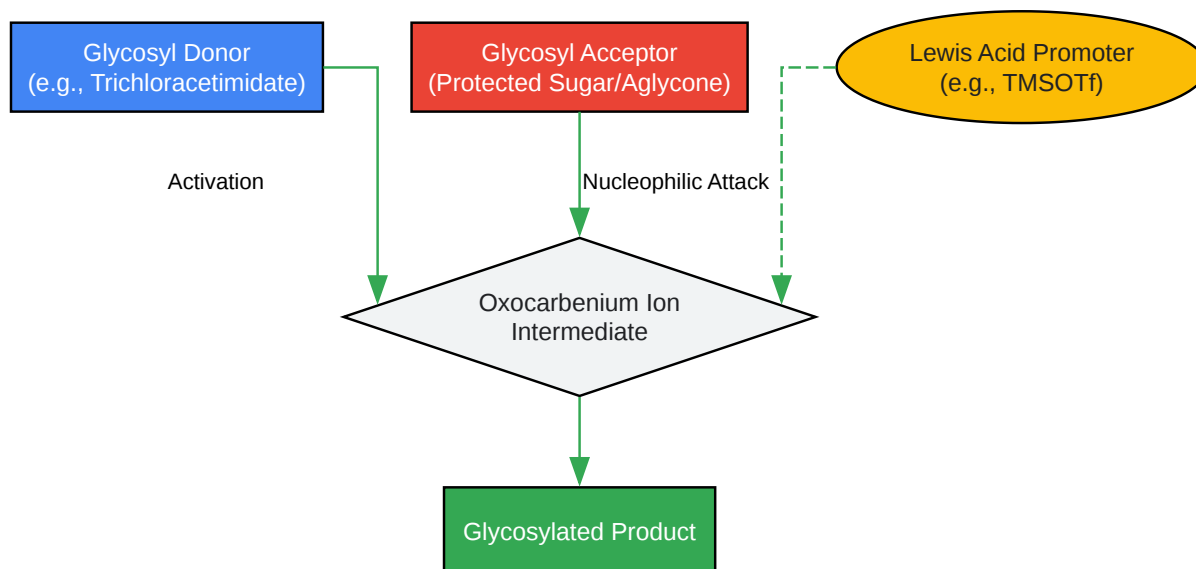 Glycosyl Donor
(e.g., Trichloracetimidate)
Glycosyl Acceptor
(Protected Sugar/Aglycone)
Lewis Acid Promoter
(e.g., TMSOTf)
Activation
Nucleophilic Attack
Oxocarbenium Ion
Intermediate
Glycosylated Product